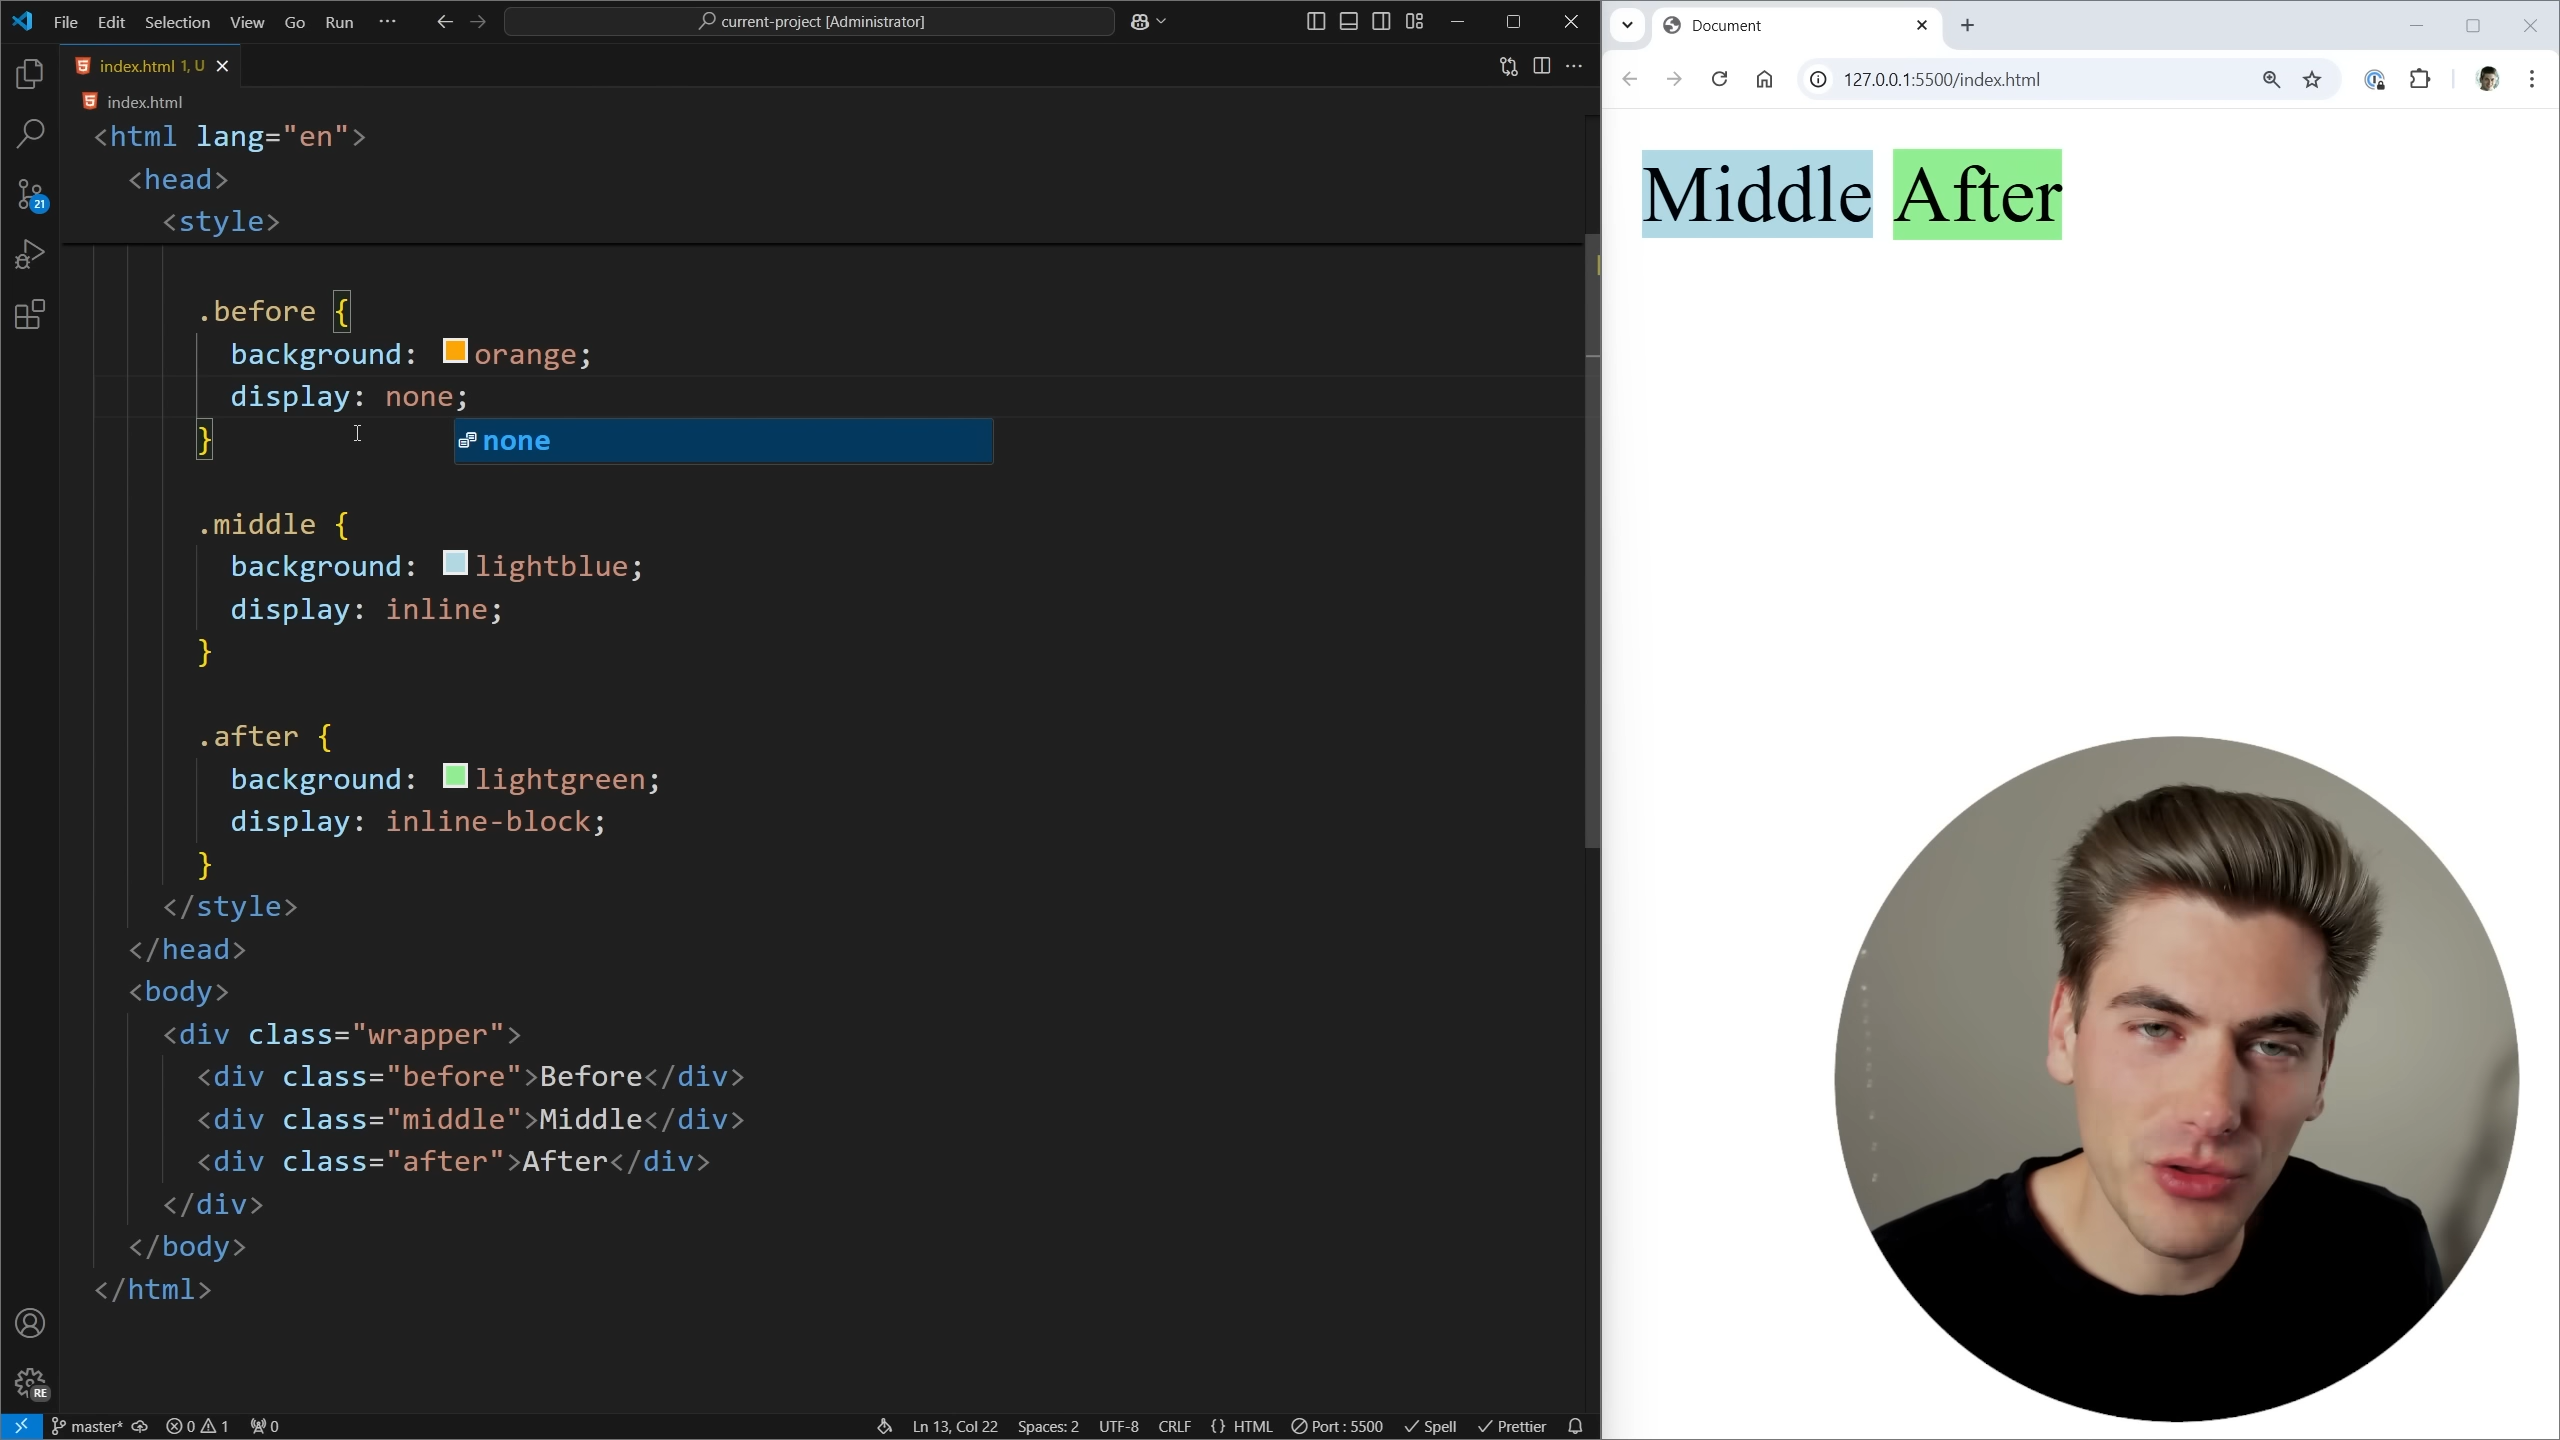 File Edit Selection View Go Run ···
current-project [Administrator]
index.html 1, U
index.html
<html lang="en">
<head>
<style>
.before {
background: orange;
display: none;
}
none
.middle {
background: lightblue;
display: inline;
}
.after {
background: lightgreen;
display: inline-block;
}
</style>
</head>
<body>
<div class="wrapper">
<div class="before">Before</div>
<div class="middle">Middle</div>
<div class="after">After</div>
</div>
</body>
</html>
21
RE
master* 0 1 0
Ln 13, Col 22 Spaces: 2 UTF-8 CRLF {} HTML Port : 5500 Spell Prettier
Document
127.0.0.1:5500/index.html
Middle After